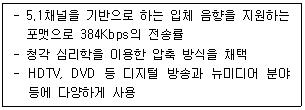 - 5.1채널을 기반으로 하는 입체 음향을 지원하는
포맷으로 384Kbps의 전송률
- 청각 심리학을 이용한 압축 방식을 채택
- HDTV, DVD 등 디지털 방송과 뉴미디어 분야
등에 다양하게 사용